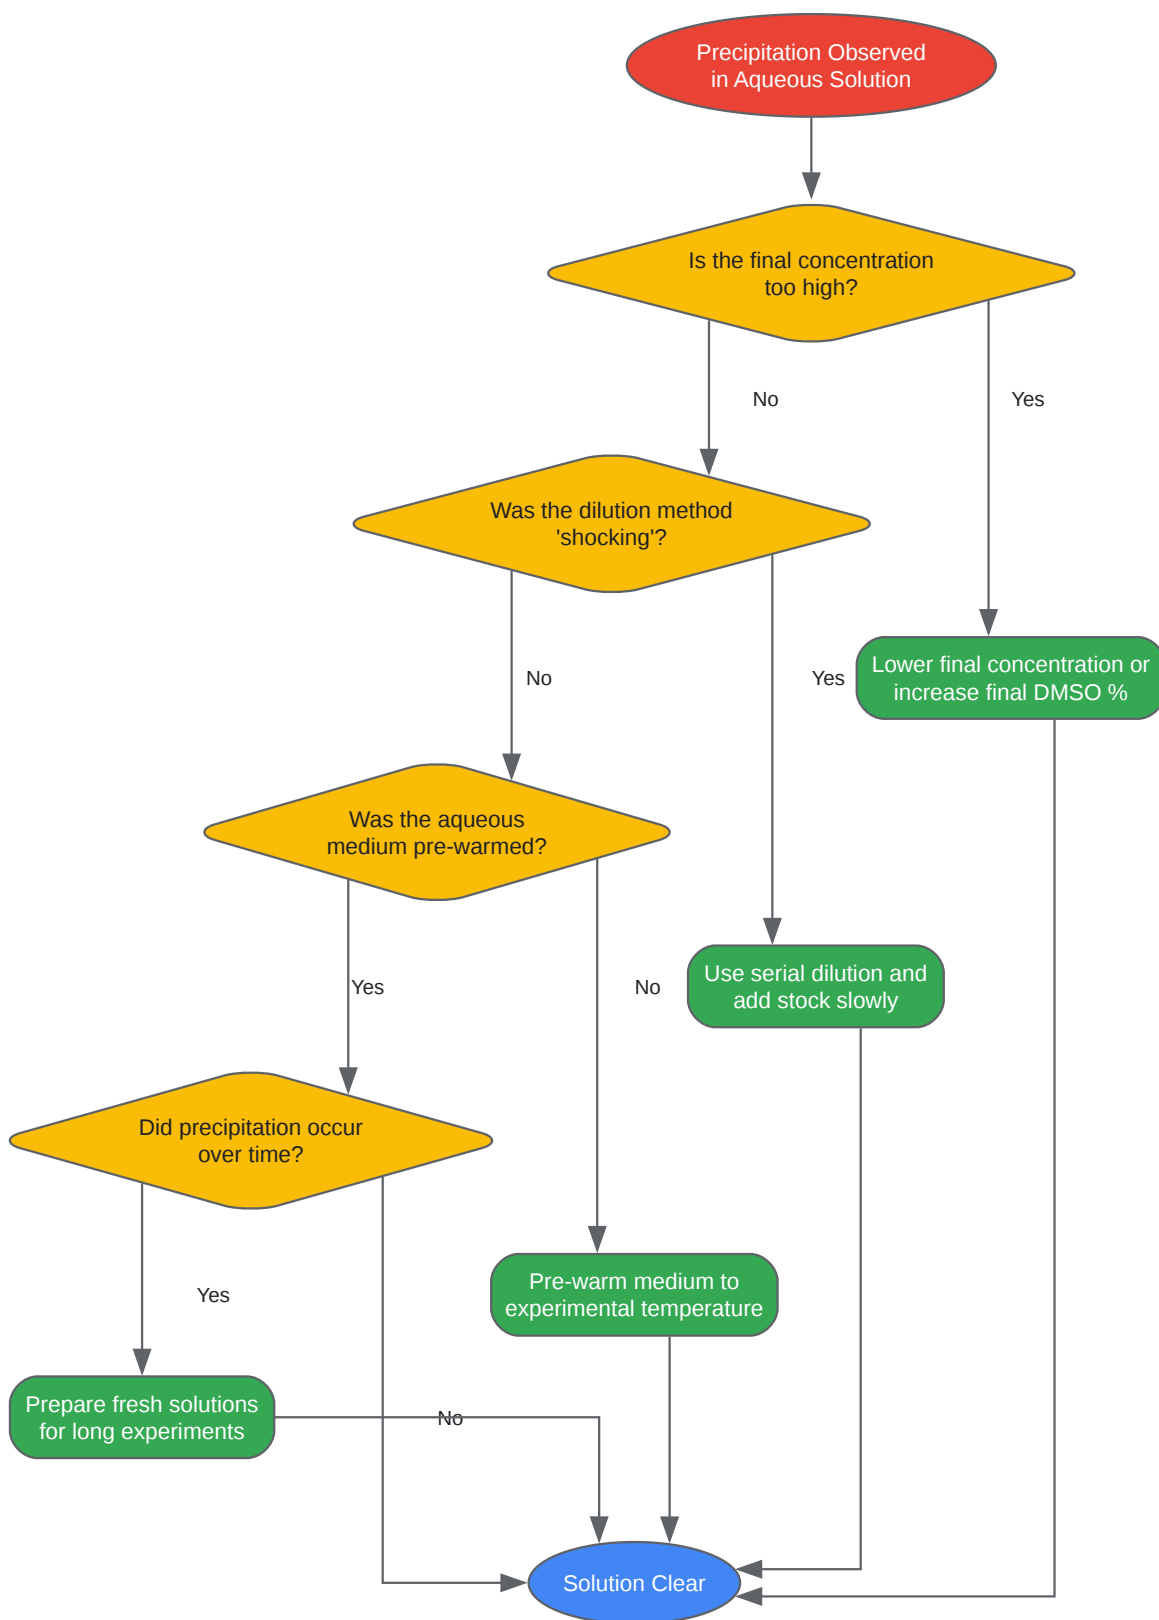 Precipitation Observed
in Aqueous Solution
Is the final concentration
too high?
No
Yes
Was the dilution method
'shocking'?
No
Yes
Lower final concentration or
increase final DMSO %
Was the aqueous
medium pre-warmed?
Yes
No
Use serial dilution and
add stock slowly
Did precipitation occur
over time?
Yes
Pre-warm medium to
experimental temperature
Prepare fresh solutions
for long experiments
No
Solution Clear